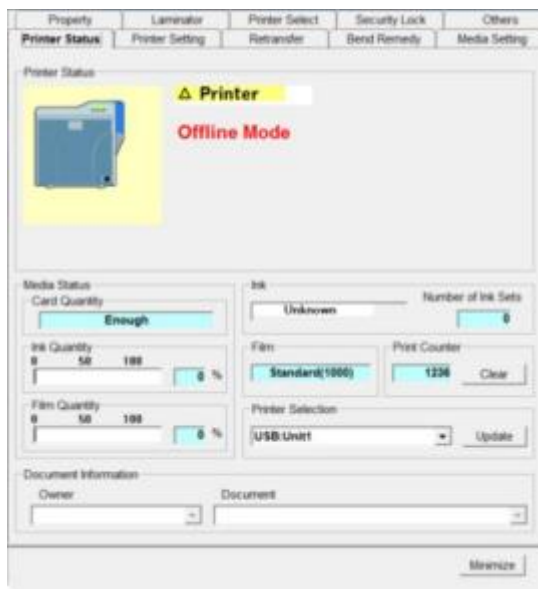 Property Laminator Printer Select Security Lock Others
Printer Status Printer Setting Retransfer Bend Remedy Media Setting
Printer Status
⚠ Printer
Offline Mode
Media Status
Card Quantity
Enough
Ink
Unknown
Number of Ink Sets
0
Ink Quantity
0 50 100
0 %
Film
Standard(1000)
Print Counter
1236 Clear
Film Quantity
0 50 100
0 %
Printer Selection
USB:Unit1 Update
Document Information
Owner Document
Minimize